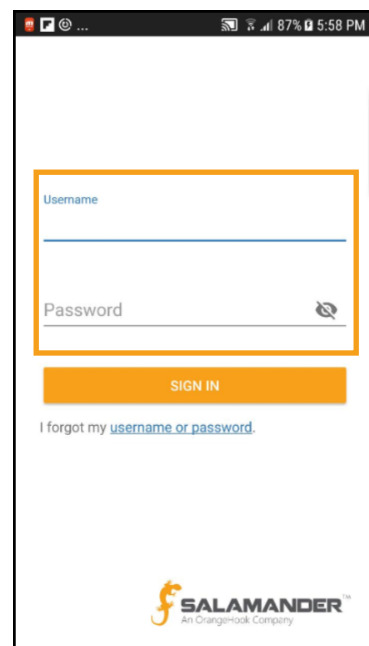 ... 87% 5:58 PM
Username
Password
SIGN IN
I forgot my username or password.
SALAMANDER™
An OrangeHook Company